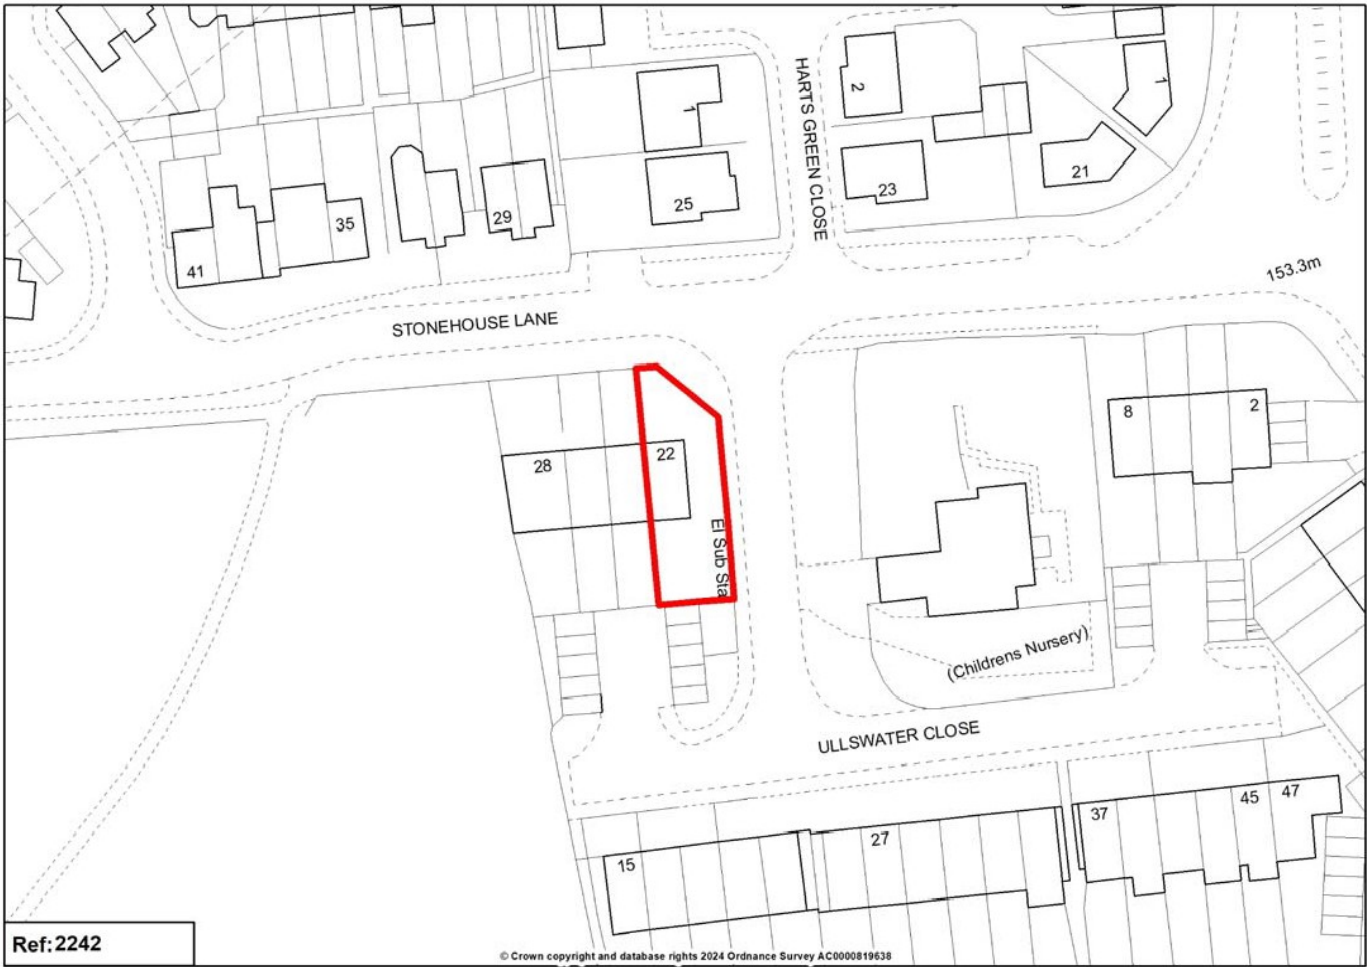 HARTS GREEN CLOSE
2
1
1
21
23
25
29
35
41
153.3m
STONEHOUSE LANE
8
2
22
28
El Sub Sta
(Childrens Nursery)
ULLSWATER CLOSE
45
47
37
27
15
Ref:2242
© Crown copyright and database rights 2024 Ordnance Survey AC0000819638